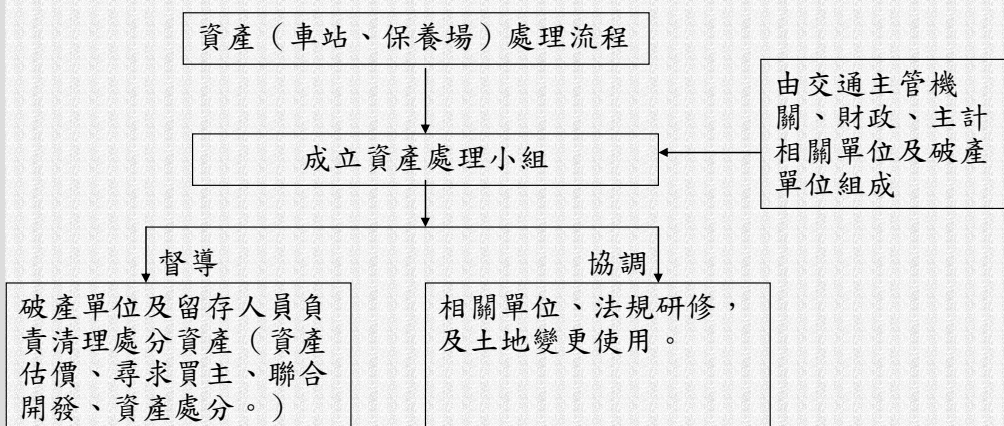 資產（車站、保養場）處理流程
由交通主管機
關、財政、主計
相關單位及破產
單位組成
成立資產處理小組
督導
協調
破產單位及留存人員負
責清理處分資產（資產
估價、尋求買主、聯合
開發、資產處分。）
相關單位、法規研修，
及土地變更使用。